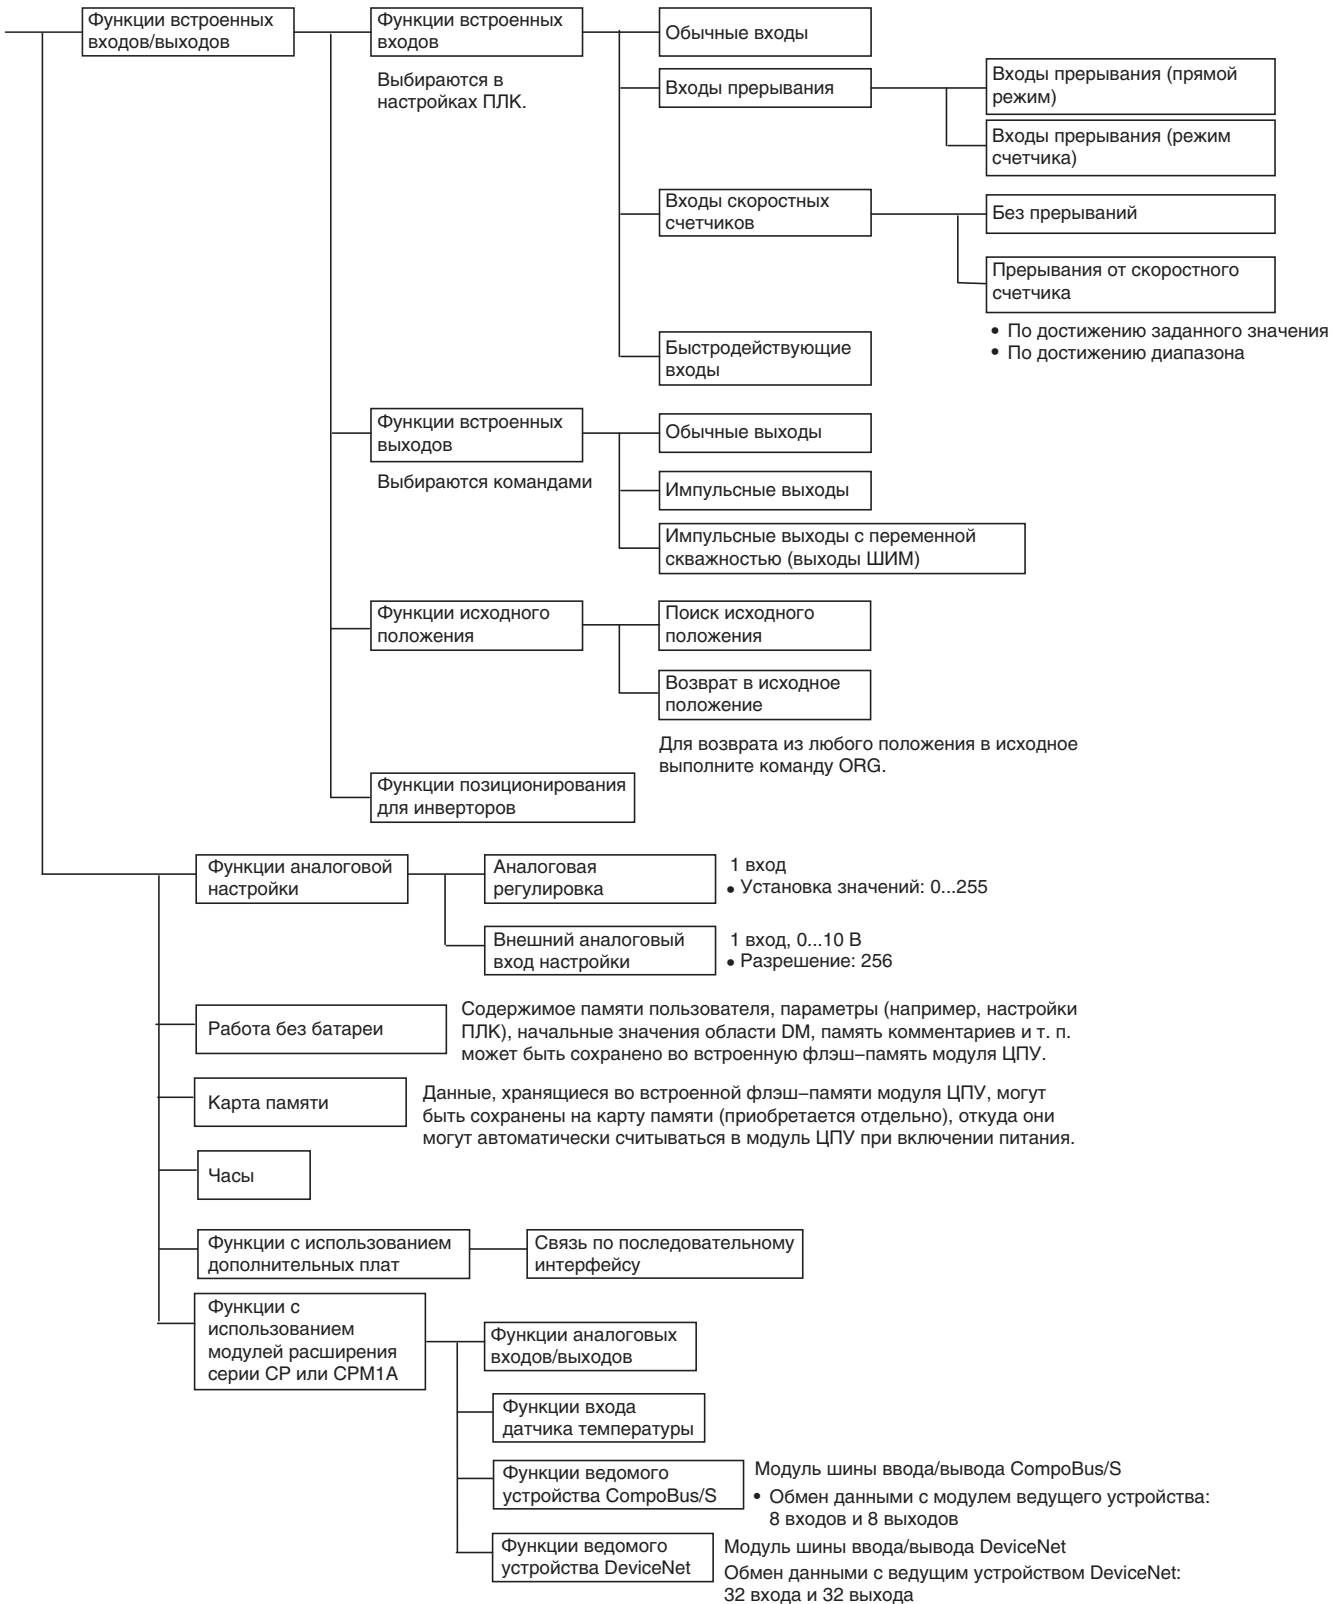 Функции встроенных
входов/выходов
Функции встроенных
входов
Выбираются в
настройках ПЛК.
Обычные входы
Входы прерывания
Входы прерывания (прямой
режим)
Входы прерывания (режим
счетчика)
Входы скоростных
счетчиков
Без прерываний
Прерывания от скоростного
счетчика
• По достижению заданного значения
• По достижению диапазона
Быстродействующие
входы
Функции встроенных
выходов
Выбираются командами
Обычные выходы
Импульсные выходы
Импульсные выходы с переменной
скважностью (выходы ШИМ)
Функции исходного
положения
Поиск исходного
положения
Возврат в исходное
положение
Для возврата из любого положения в исходное
выполните команду ORG.
Функции позиционирования
для инверторов
Функции аналоговой
настройки
Аналоговая
регулировка
1 вход
• Установка значений: 0...255
Внешний аналоговый
вход настройки
1 вход, 0...10 В
• Разрешение: 256
Работа без батареи
Содержимое памяти пользователя, параметры (например, настройки
ПЛК), начальные значения области DM, память комментариев и т. п.
может быть сохранено во встроенную флэш–память модуля ЦПУ.
Карта памяти
Данные, хранящиеся во встроенной флэш–памяти модуля ЦПУ, могут
быть сохранены на карту памяти (приобретается отдельно), откуда они
могут автоматически считываться в модуль ЦПУ при включении питания.
Часы
Функции с использованием
дополнительных плат
Связь по последовательному
интерфейсу
Функции с
использованием
модулей расширения
серии CP или CPM1A
Функции аналоговых
входов/выходов
Функции входа
датчика температуры
Функции ведомого
устройства CompoBus/S
Модуль шины ввода/вывода CompoBus/S
• Обмен данными с модулем ведущего устройства:
8 входов и 8 выходов
Функции ведомого
устройства DeviceNet
Модуль шины ввода/вывода DeviceNet
Обмен данными с ведущим устройством DeviceNet:
32 входа и 32 выхода